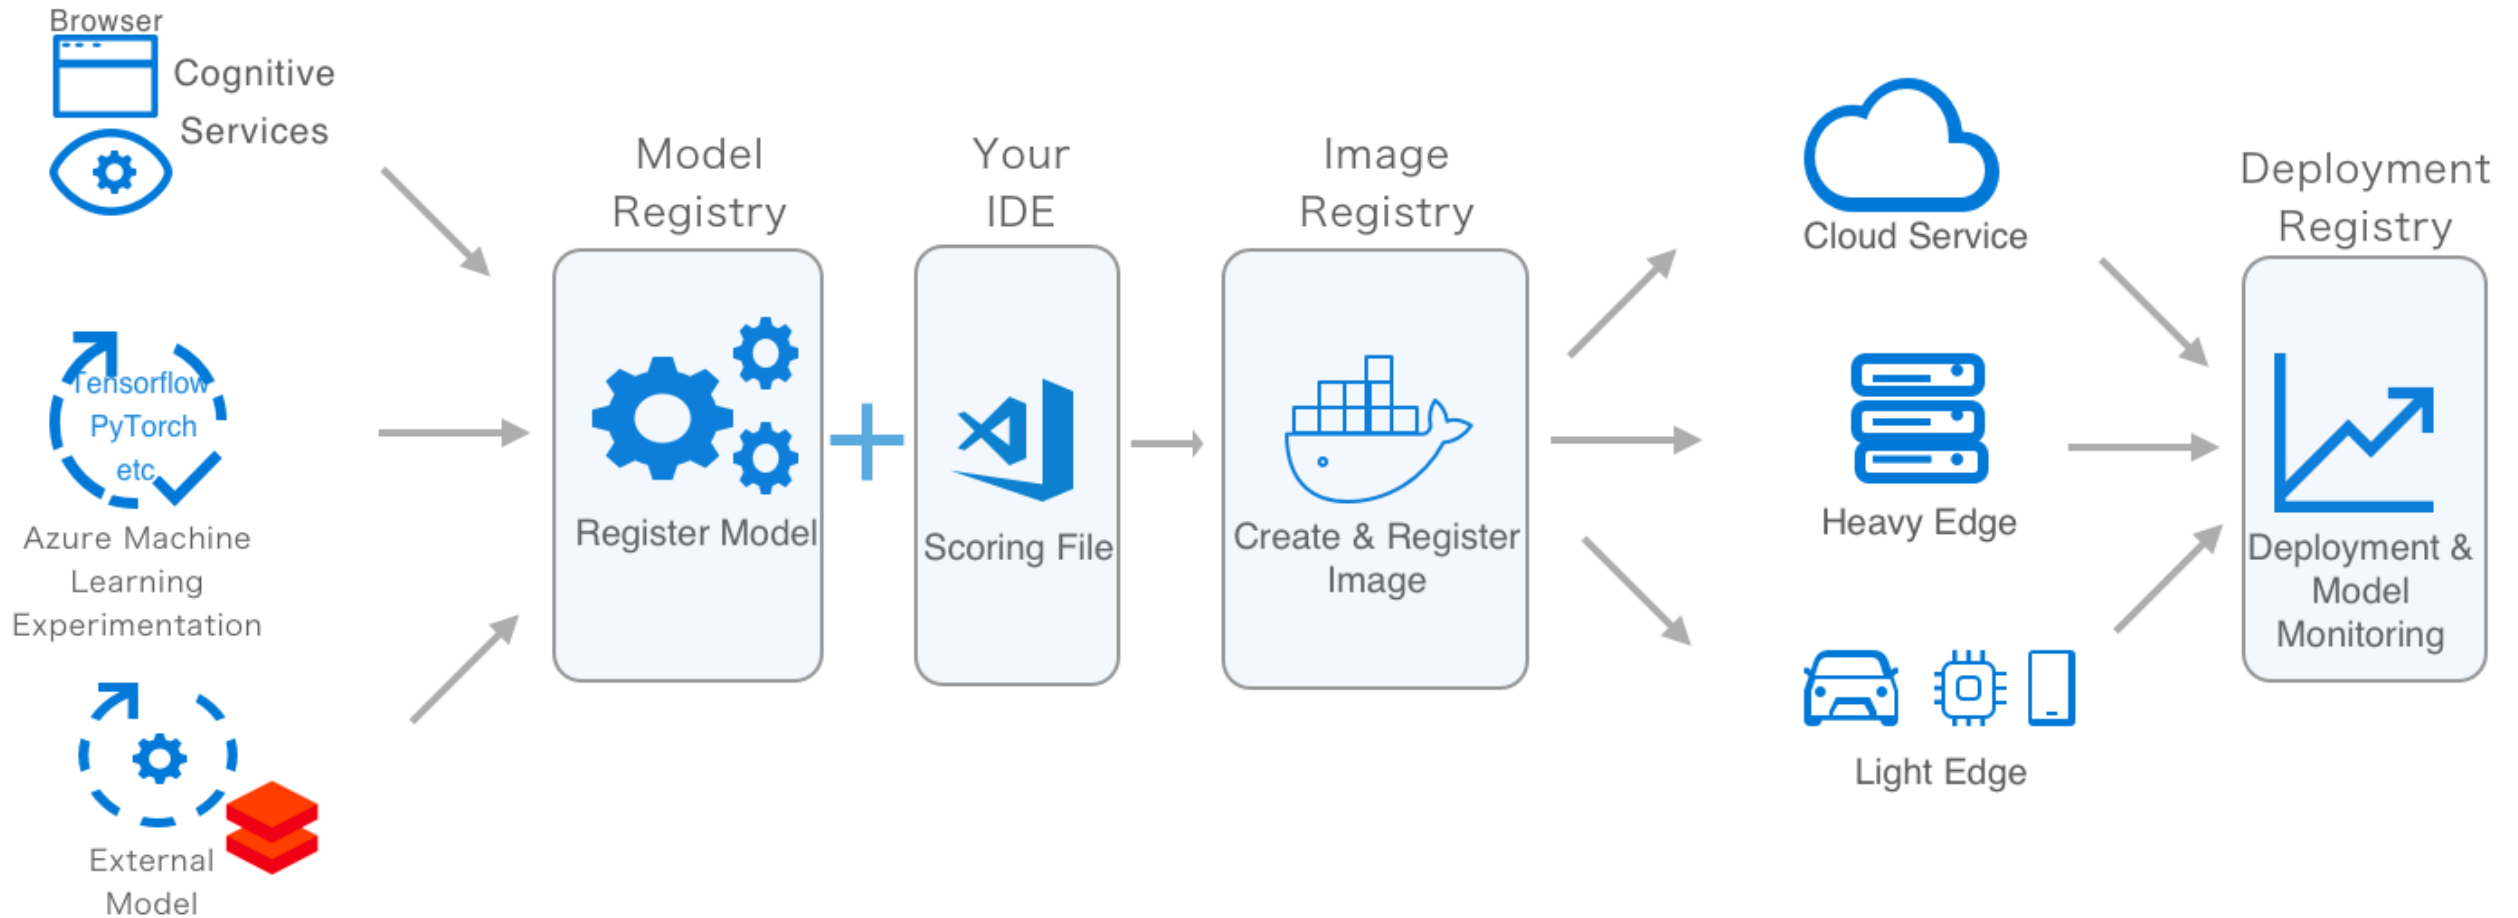 Browser
Cognitive
Services
Tensorflow
PyTorch
etc
Azure Machine
Learning
Experimentation
External
Model
Model
Registry
Register Model
Your
IDE
Scoring File
Image
Registry
Create & Register
Image
Cloud Service
Heavy Edge
Light Edge
Deployment
Registry
Deployment &
Model
Monitoring